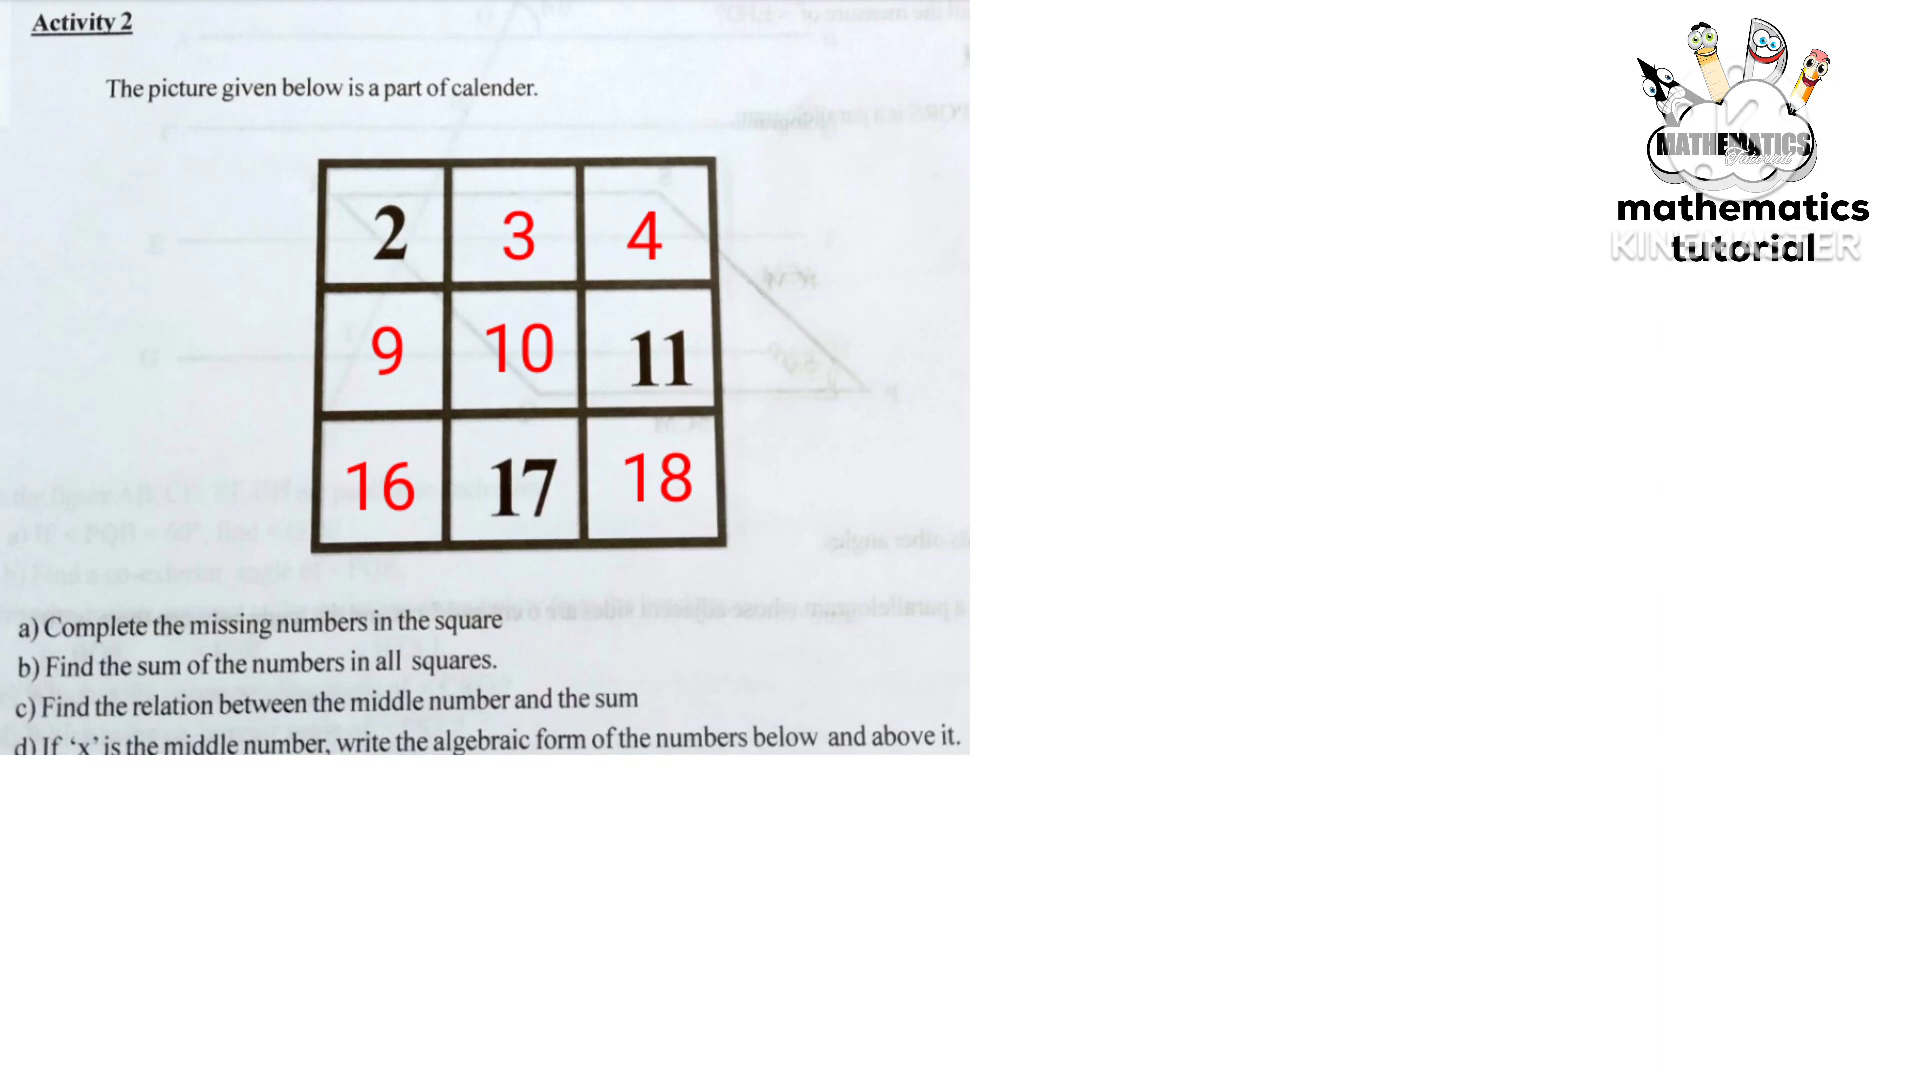 Activity 2
The picture given below is a part of calender.
2 3 4
9 10 11
16 17 18
a) Complete the missing numbers in the square
b) Find the sum of the numbers in all squares.
c) Find the relation between the middle number and the sum
d) If ‘x’ is the middle number, write the algebraic form of the numbers below and above it.
MATHEMATICS
Tutorial
mathematics
tutorial
KINEMASTER